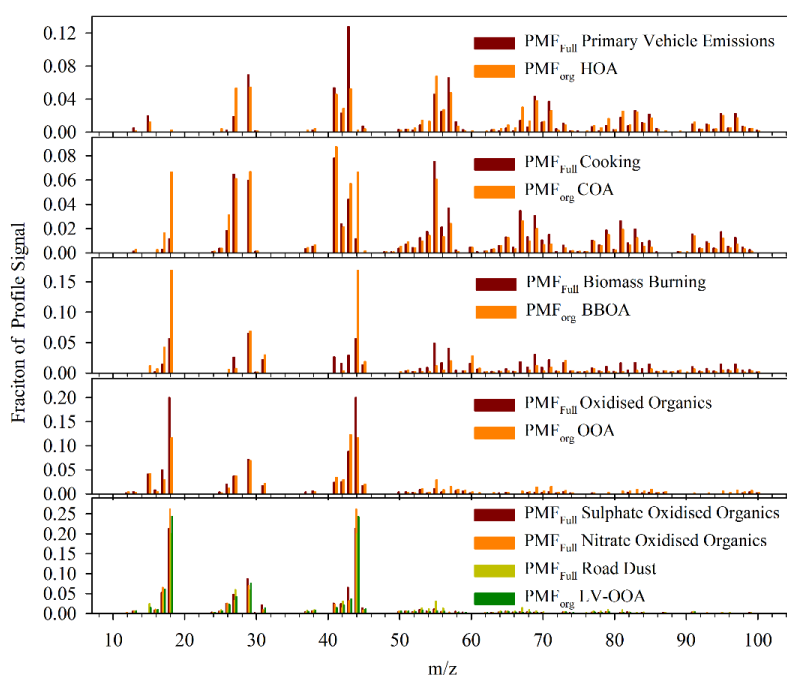 Fraciton of Profile Signal
0.12
0.08
0.04
0.00
PMFFull Primary Vehicle Emissions
PMForg HOA
0.08
0.06
0.04
0.02
0.00
PMFFull Cooking
PMForg COA
0.15
0.10
0.05
0.00
PMFFull Biomass Burning
PMForg BBOA
0.20
0.15
0.10
0.05
0.00
PMFFull Oxidised Organics
PMForg OOA
0.25
0.20
0.15
0.10
0.05
0.00
PMFFull Sulphate Oxidised Organics
PMFFull Nitrate Oxidised Organics
PMFFull Road Dust
PMForg LV-OOA
10 20 30 40 50 60 70 80 90 100
m/z